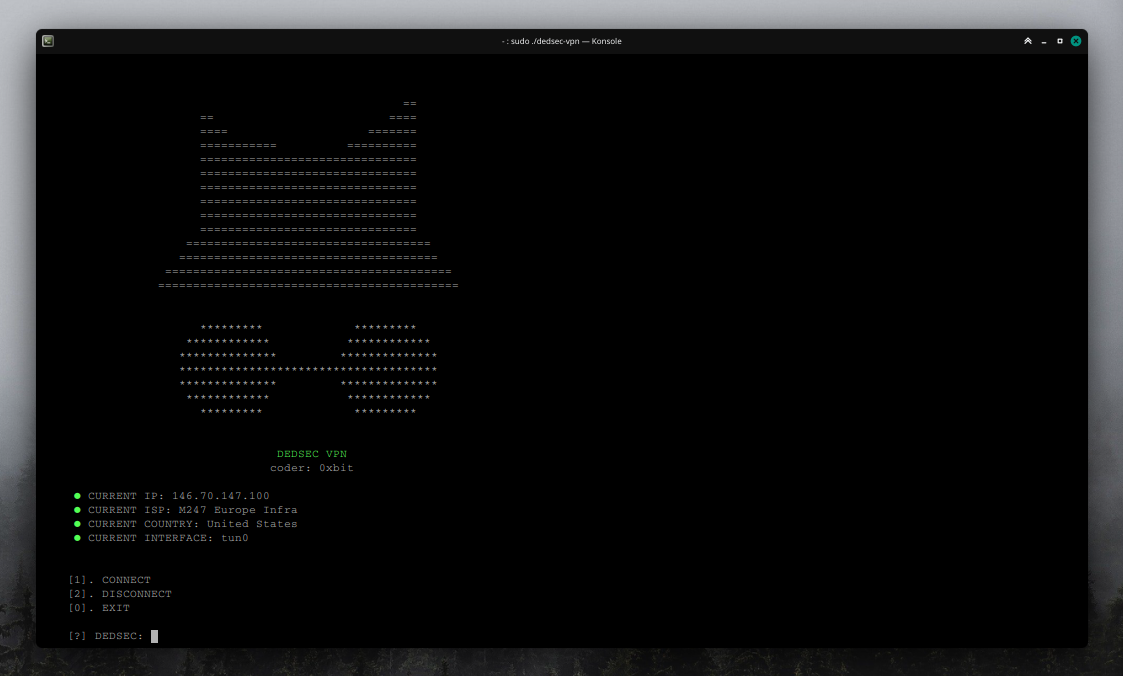 - : sudo ./dedsec-vpn — Konsole
==
== ====
==== =======
=========== ==========
===============================
===============================
===============================
===============================
===============================
===============================
===================================
=====================================
=========================================
===========================================
********* *********
************ ************
************** **************
*************************************
************** **************
************ ************
********* *********
DEDSEC VPN
coder: 0xbit
● CURRENT IP: 146.70.147.100
● CURRENT ISP: M247 Europe Infra
● CURRENT COUNTRY: United States
● CURRENT INTERFACE: tun0
[1]. CONNECT
[2]. DISCONNECT
[0]. EXIT
[?] DEDSEC: